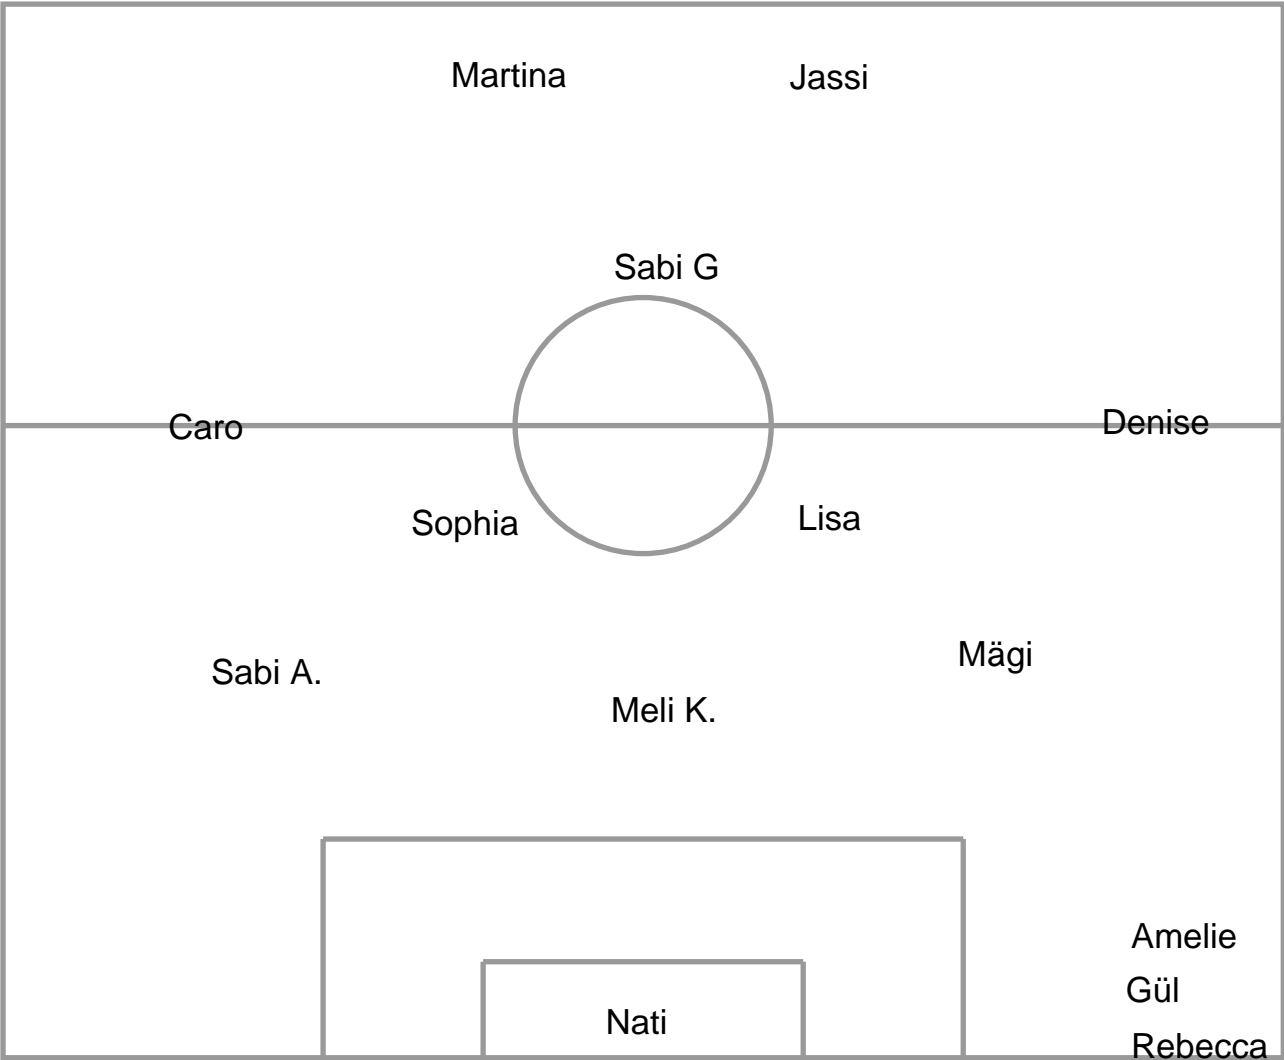 Martina
Jassi
Sabi G
Caro
Denise
Sophia
Lisa
Sabi A.
Mägi
Meli K.
Amelie
Gül
Nati
Rebecca